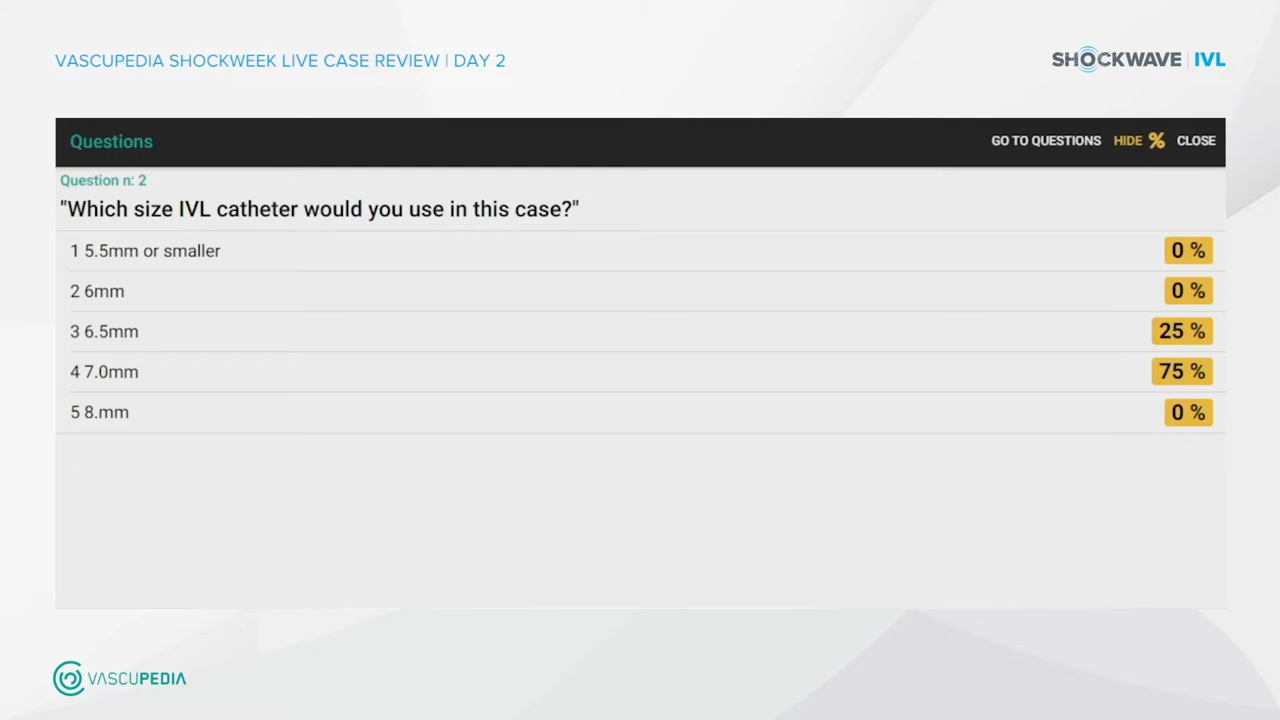 VASCUPEDIA SHOCKWEEK LIVE CASE REVIEW | DAY 2
SHOCKWAVE | IVL
Questions
GO TO QUESTIONS HIDE % CLOSE
Question n: 2
"Which size IVL catheter would you use in this case?"
1 5.5mm or smaller 0 %
2 6mm 0 %
3 6.5mm 25 %
4 7.0mm 75 %
5 8.mm 0 %
VASCUPEDIA